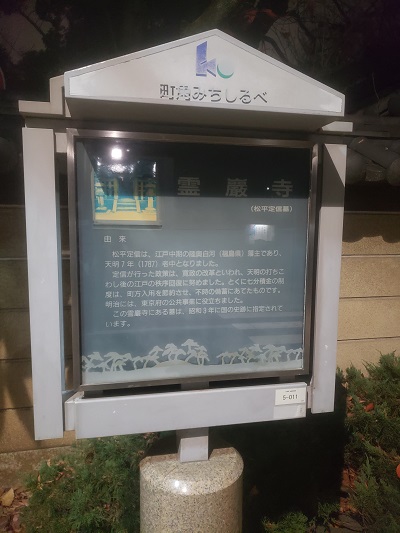 町角みちしるべ
霊巌寺
(松平定信墓)
由来
松平定信は、江戸中期の陸奥白河(福島県)藩主であり、
天明7年(1787)老中となりました。
定信が行った政策は、寛政の改革といわれ、天明の打ちこ
わし後の江戸の秩序回復に努めました。とくに七分積金の制
度は、町方入用を節約させ、不時の備蓄にあてたものです。
明治には、東京府の公共事業に役立ちました。
この霊巌寺にある墓は、昭和3年に国の史跡に指定されて
います。
5-011